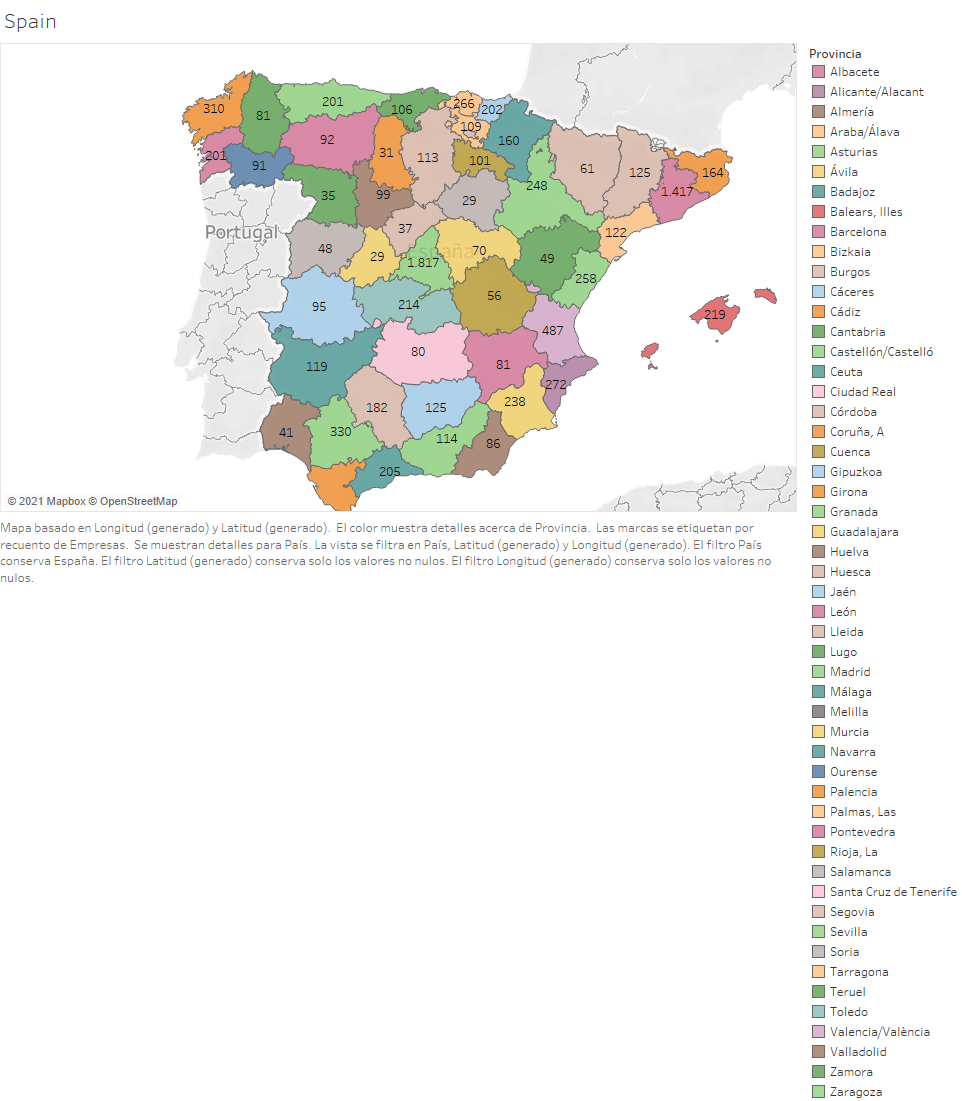 Spain
310
81
201
106
266
202
109
160
201
91
92
31
113
101
61
125
164
1.417
248
35
99
29
122
Portugal
48
37
29
España
1.817
70
49
258
95
214
56
487
219
119
80
81
272
41
330
182
125
238
114
86
205
© 2021 Mapbox © OpenStreetMap
Mapa basado en Longitud (generado) y Latitud (generado).  El color muestra detalles acerca de Provincia.  Las marcas se etiquetan por
recuento de Empresas.  Se muestran detalles para País. La vista se filtra en País, Latitud (generado) y Longitud (generado). El filtro País
conserva España. El filtro Latitud (generado) conserva solo los valores no nulos. El filtro Longitud (generado) conserva solo los valores no
nulos.
Provincia
Albacete
Alicante/Alacant
Almería
Araba/Álava
Asturias
Ávila
Badajoz
Balears, Illes
Barcelona
Bizkaia
Burgos
Cáceres
Cádiz
Cantabria
Castellón/Castelló
Ceuta
Ciudad Real
Córdoba
Coruña, A
Cuenca
Gipuzkoa
Girona
Granada
Guadalajara
Huelva
Huesca
Jaén
León
Lleida
Lugo
Madrid
Málaga
Melilla
Murcia
Navarra
Ourense
Palencia
Palmas, Las
Pontevedra
Rioja, La
Salamanca
Santa Cruz de Tenerife
Segovia
Sevilla
Soria
Tarragona
Teruel
Toledo
Valencia/València
Valladolid
Zamora
Zaragoza